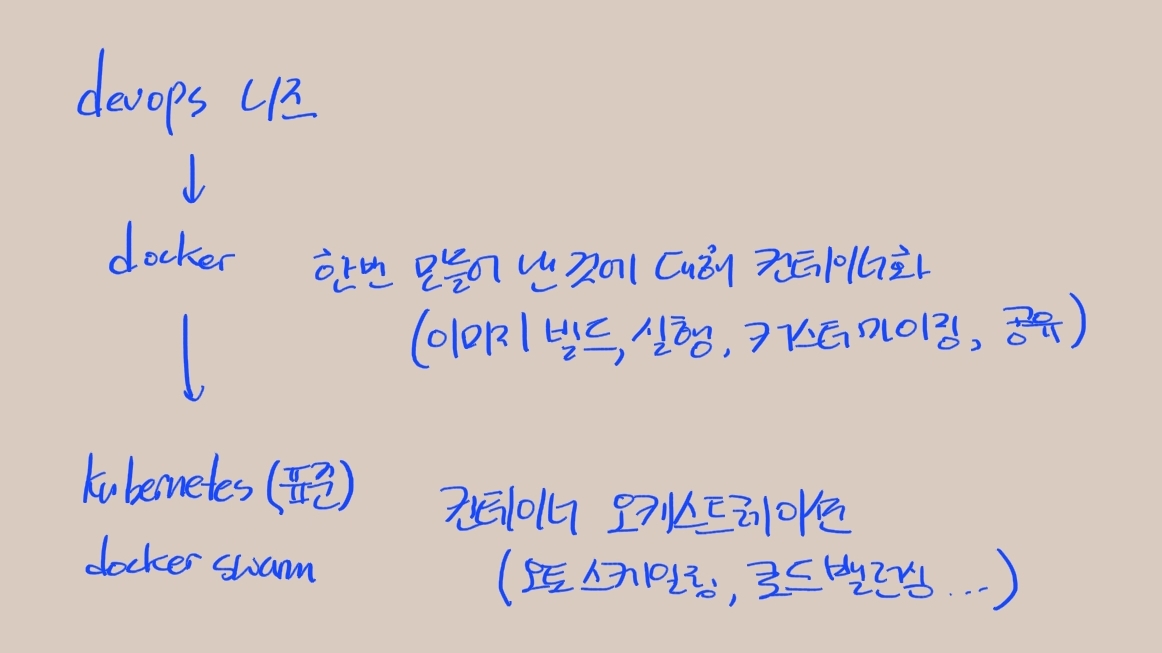 devops 니즈
↓
docker 한번 만들어 낸 것에 대해 컨테이너화
(이미지 빌드, 실행, 커스터마이징, 공유)
↓
kubernetes (표준) 컨테이너 오케스트레이션
docker swarm (오토 스케일링, 로드밸런싱 ...)